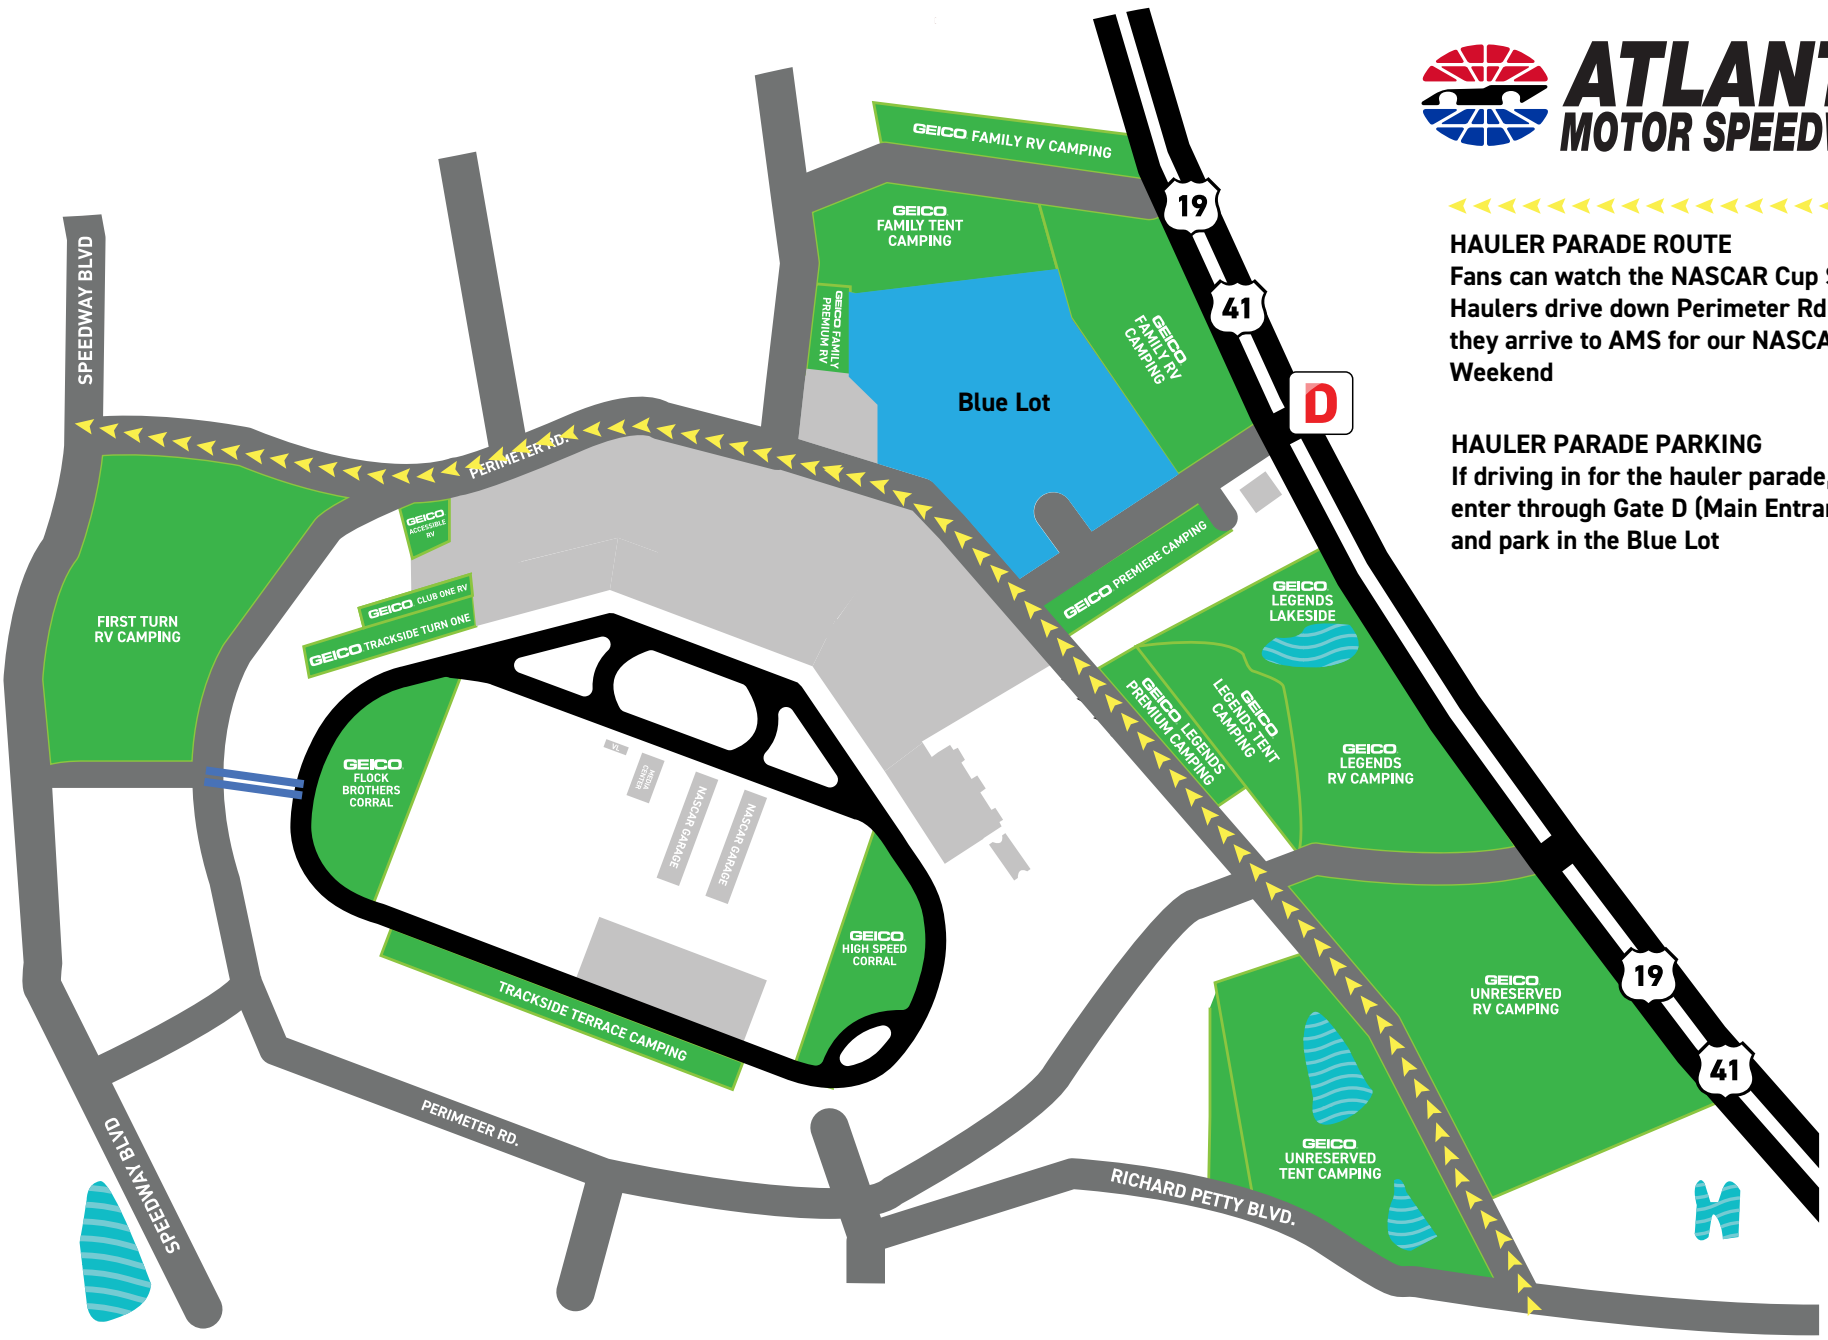 ATLANT
MOTOR SPEEDW
HAULER PARADE ROUTE
Fans can watch the NASCAR Cup S
Haulers drive down Perimeter Rd
they arrive to AMS for our NASCA
Weekend
HAULER PARADE PARKING
If driving in for the hauler parade,
enter through Gate D (Main Entran
and park in the Blue Lot
GEICO FAMILY RV CAMPING
19
GEICO
FAMILY TENT
CAMPING
SPEEDWAY BLVD
41
GEICO FAMILY
PREMIUM RV
GEICO
FAMILY RV
CAMPING
Blue Lot
D
PERIMETER RD.
GEICO
ACCESSIBLE
RV
GEICO PREMIERE CAMPING
GEICO CLUB ONE RV
GEICO TRACKSIDE TURN ONE
FIRST TURN
RV CAMPING
GEICO
LEGENDS
LAKESIDE
GEICO LEGENDS
PREMIUM CAMPING
GEICO
LEGENDS TENT
CAMPING
GEICO
LEGENDS
RV CAMPING
GEICO
FLOCK
BROTHERS
CORRAL
VL
MEDIA
CENTER
NASCAR GARAGE
NASCAR GARAGE
GEICO
HIGH SPEED
CORRAL
TRACKSIDE TERRACE CAMPING
19
GEICO
UNRESERVED
RV CAMPING
41
PERIMETER RD.
SPEEDWAY BLVD
GEICO
UNRESERVED
TENT CAMPING
RICHARD PETTY BLVD.